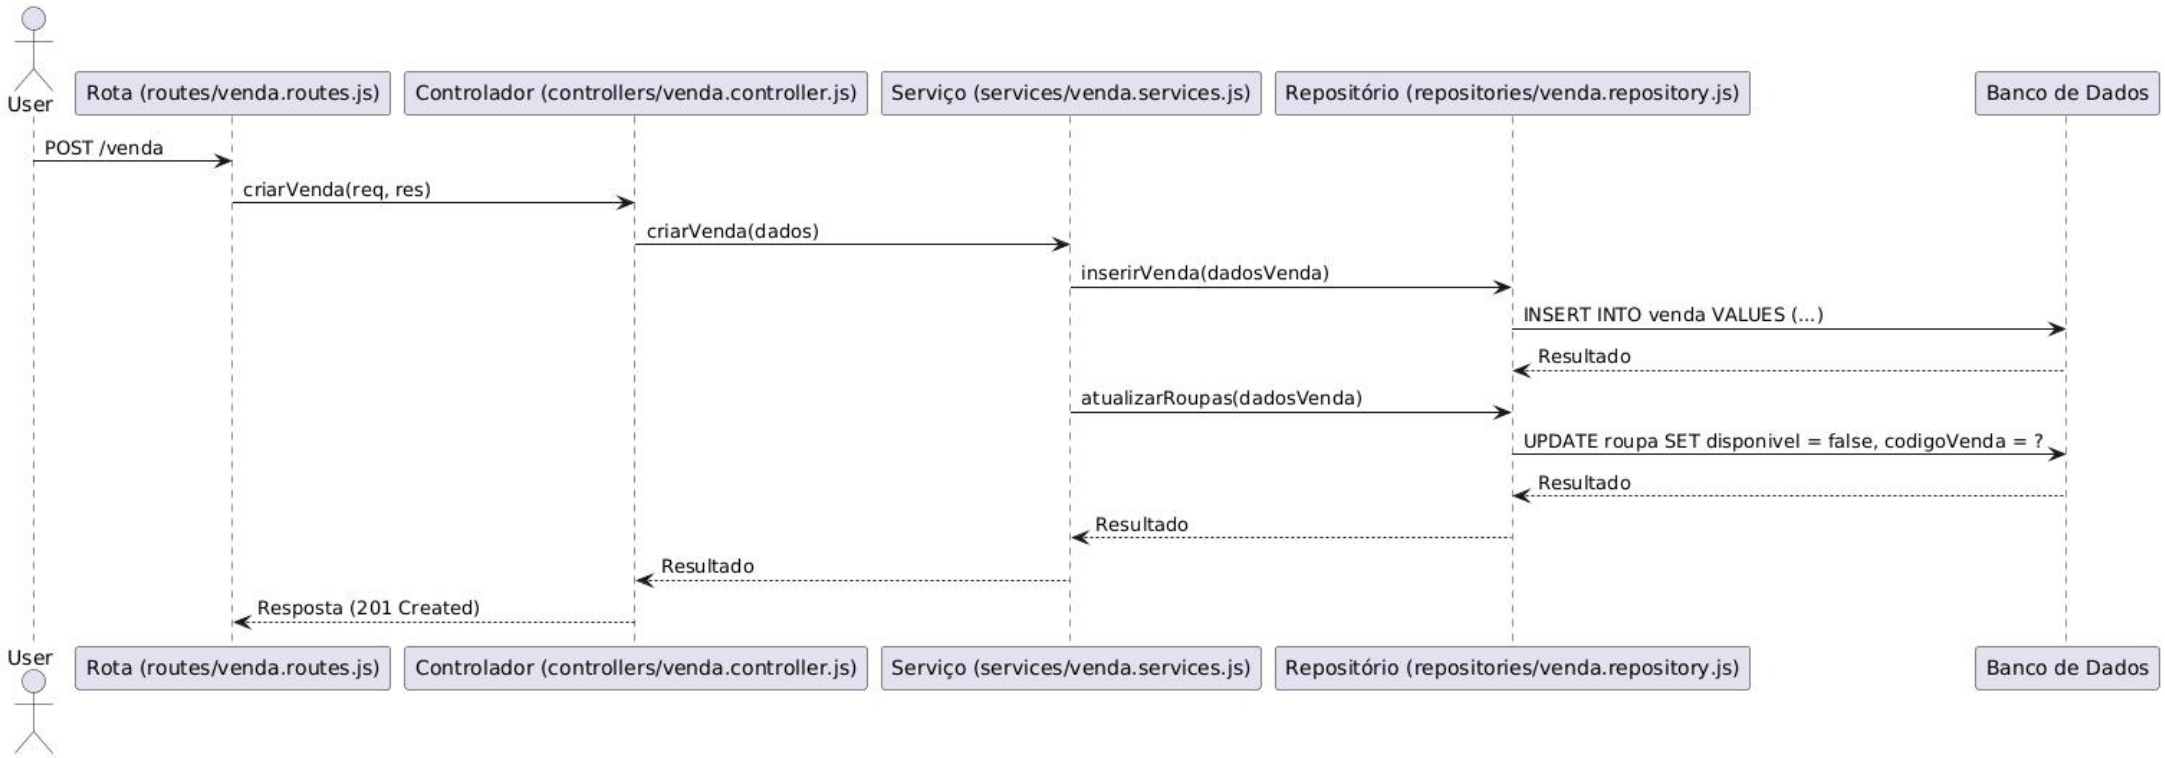 User
Rota (routes/venda.routes.js)
Controlador (controllers/venda.controller.js)
Serviço (services/venda.services.js)
Repositório (repositories/venda.repository.js)
Banco de Dados
POST /venda
criarVenda(req, res)
criarVenda(dados)
inserirVenda(dadosVenda)
INSERT INTO venda VALUES (...)
Resultado
atualizarRoupas(dadosVenda)
UPDATE roupa SET disponivel = false, codigoVenda = ?
Resultado
Resultado
Resultado
Resposta (201 Created)
User
Rota (routes/venda.routes.js)
Controlador (controllers/venda.controller.js)
Serviço (services/venda.services.js)
Repositório (repositories/venda.repository.js)
Banco de Dados